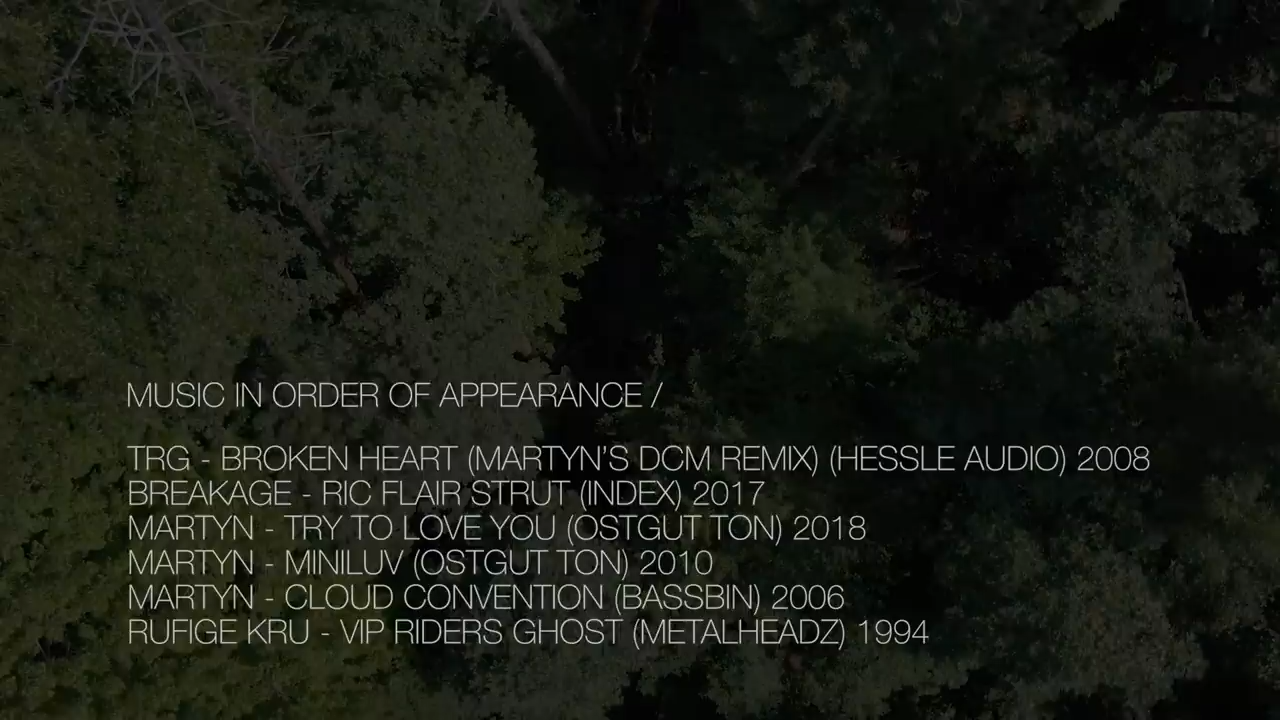 MUSIC IN ORDER OF APPEARANCE /
TRG - BROKEN HEART (MARTYN’S DCM REMIX) (HESSLE AUDIO) 2008
BREAKAGE - RIC FLAIR STRUT (INDEX) 2017
MARTYN - TRY TO LOVE YOU (OSTGUT TON) 2018
MARTYN - MINILUV (OSTGUT TON) 2010
MARTYN - CLOUD CONVENTION (BASSBIN) 2006
RUFIGE KRU - VIP RIDERS GHOST (METALHEADZ) 1994